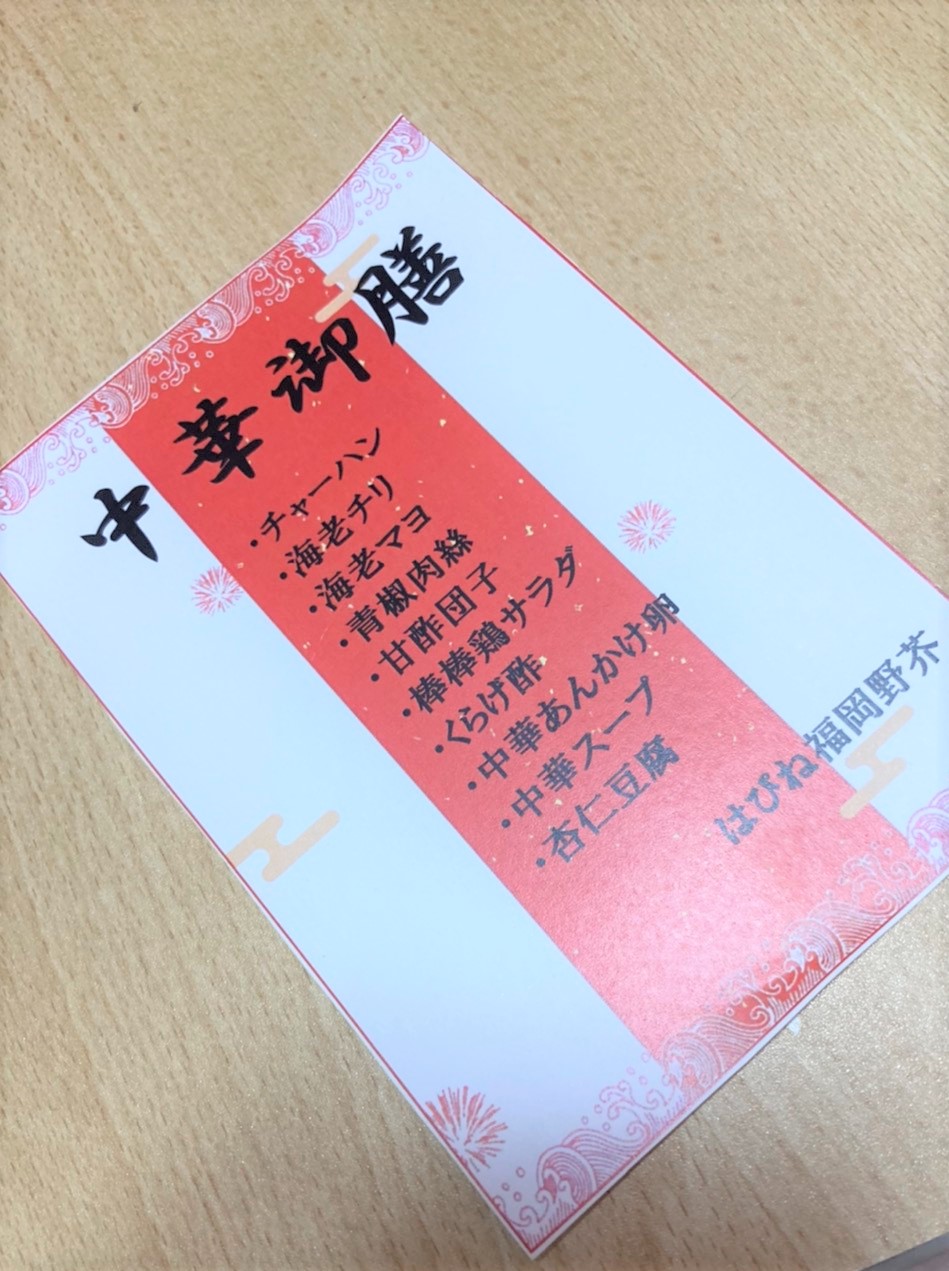 中華御膳
・チャーハン
・海老チリ
・海老マヨ
・青椒肉絲
・甘酢団子
・棒棒鶏サラダ
・くらげ酢
・中華あんかけ卵
・中華スープ
・杏仁豆腐
はぴね福岡野芥